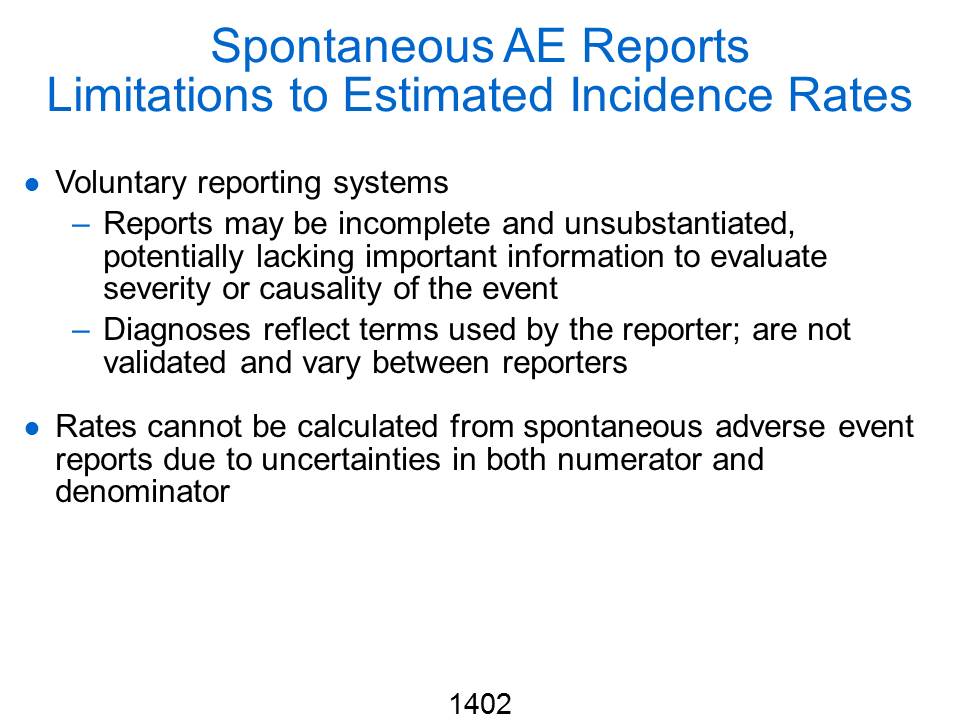 Spontaneous AE Reports
Limitations to Estimated Incidence Rates
● Voluntary reporting systems
– Reports may be incomplete and unsubstantiated,
potentially lacking important information to evaluate
severity or causality of the event
– Diagnoses reflect terms used by the reporter; are not
validated and vary between reporters
● Rates cannot be calculated from spontaneous adverse event
reports due to uncertainties in both numerator and
denominator
1402